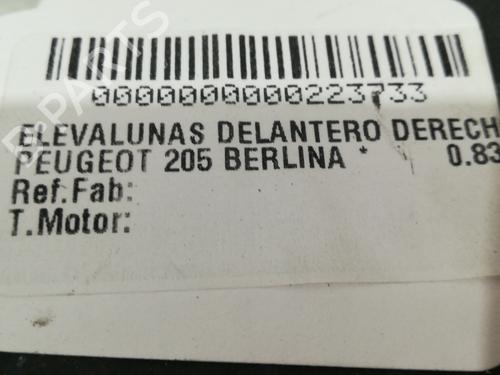 0000000000223733
ELEVALUNAS DELANTERO DERECH
PEUGEOT 205 BERLINA * 0.83
Ref.Fab:
T.Motor: